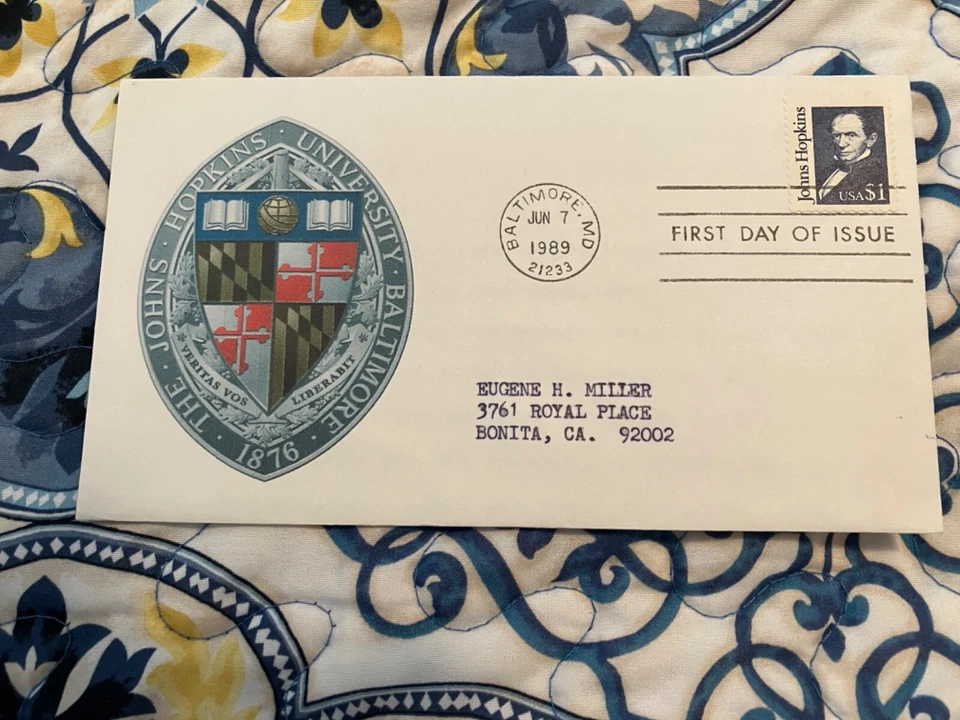 THE · JOHNS · HOPKINS · UNIVERSITY · BALTIMORE ·
VERITAS VOS LIBERABIT
· 1876 ·
BALTIMORE, MD
JUN 7
1989
21233
Johns Hopkins
USA $1
FIRST DAY OF ISSUE
EUGENE H. MILLER
3761 ROYAL PLACE
BONITA, CA. 92002